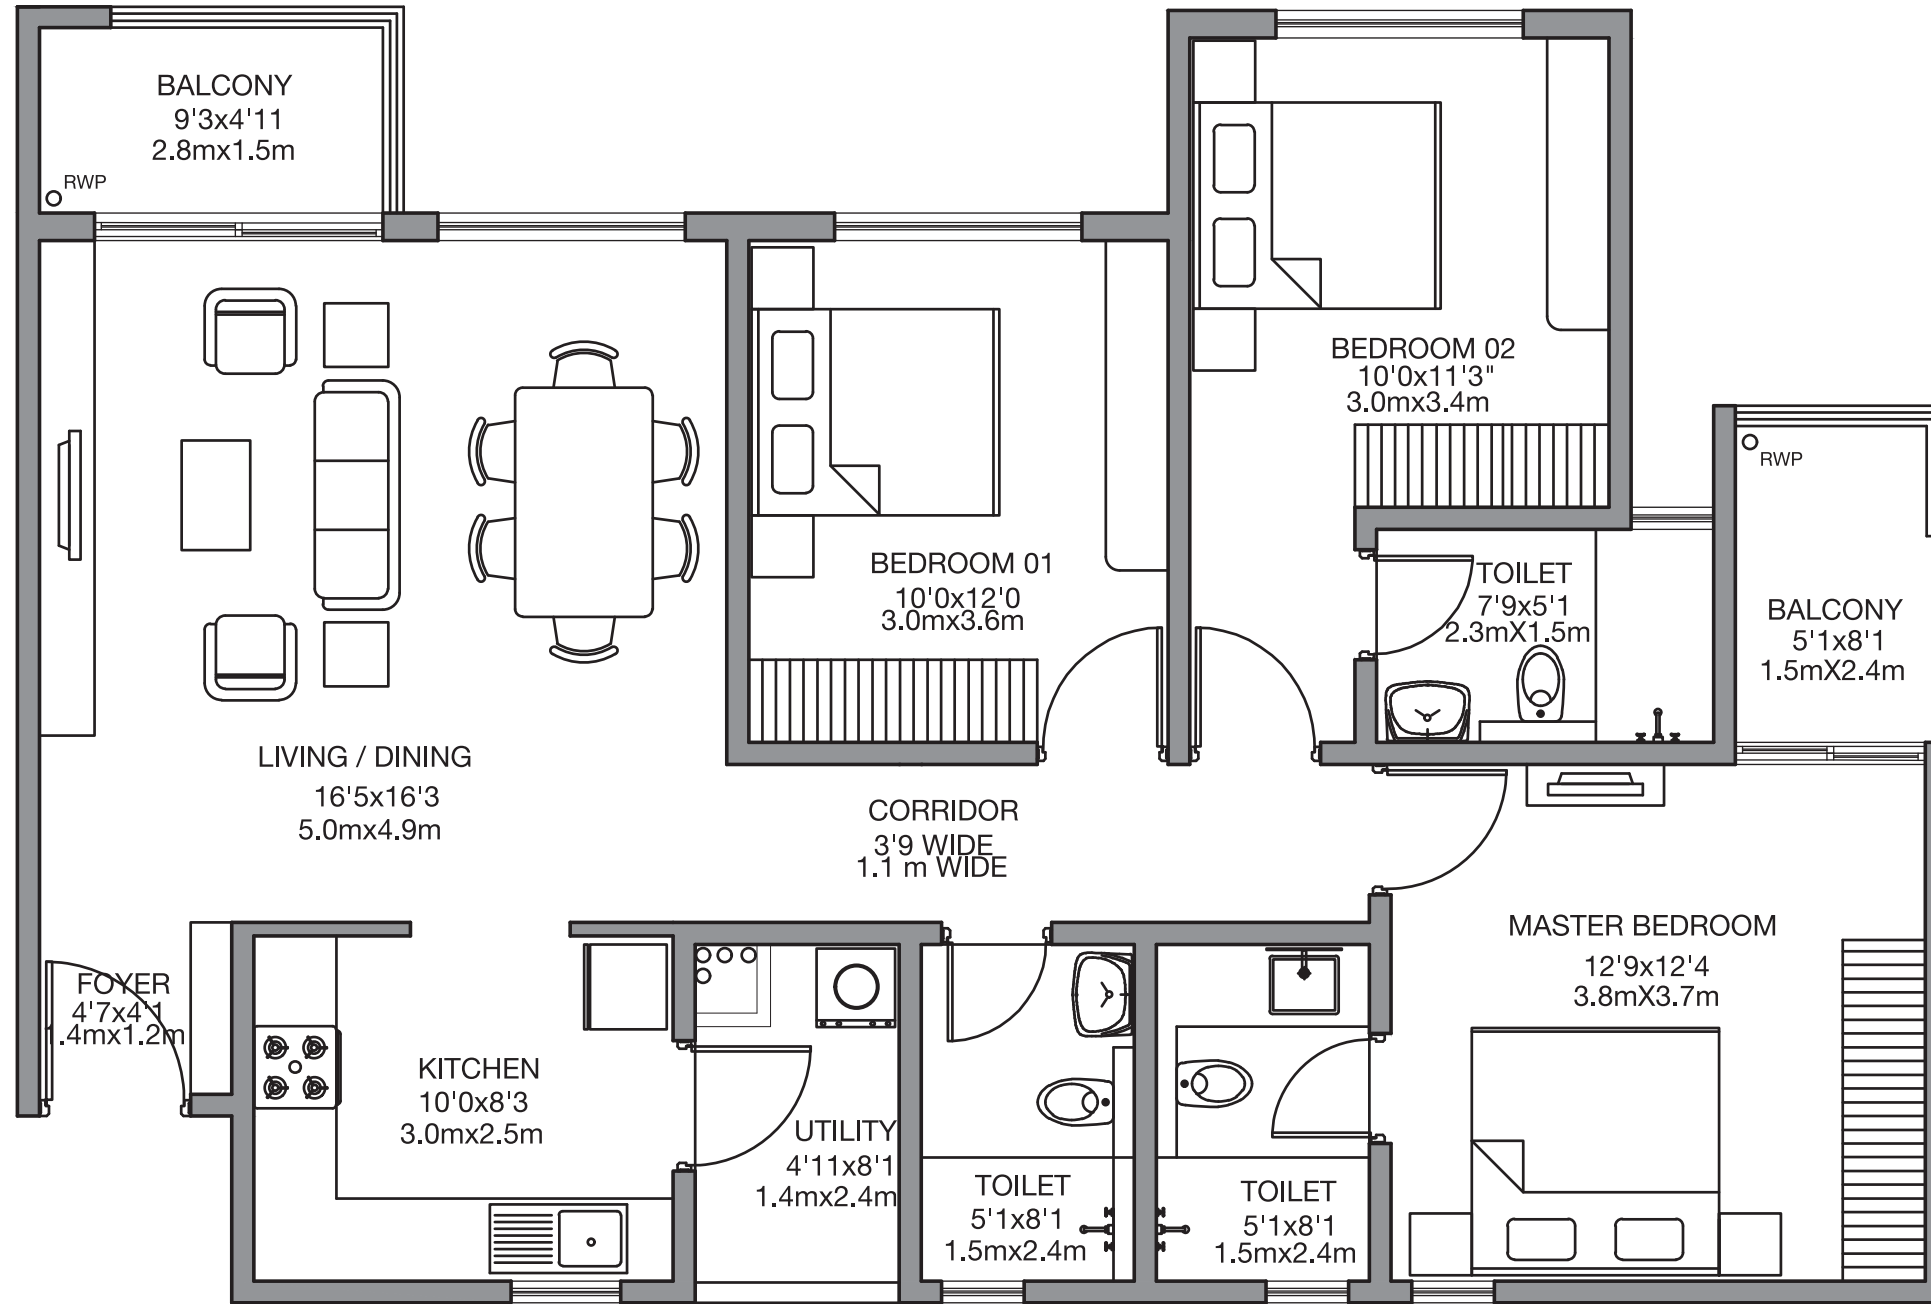 BALCONY
9'3x4'11
2.8mx1.5m
RWP
BEDROOM 02
10'0x11'3"
3.0mx3.4m
RWP
BEDROOM 01
10'0x12'0
3.0mx3.6m
TOILET
7'9x5'1
2.3mX1.5m
BALCONY
5'1x8'1
1.5mX2.4m
LIVING / DINING
16'5x16'3
5.0mx4.9m
CORRIDOR
3'9 WIDE
1.1 m WIDE
MASTER BEDROOM
12'9x12'4
3.8mX3.7m
FOYER
4'7x4'1
.4mx1.2m
KITCHEN
10'0x8'3
3.0mx2.5m
UTILITY
4'11x8'1
1.4mx2.4m
TOILET
5'1x8'1
1.5mx2.4m
TOILET
5'1x8'1
1.5mx2.4m